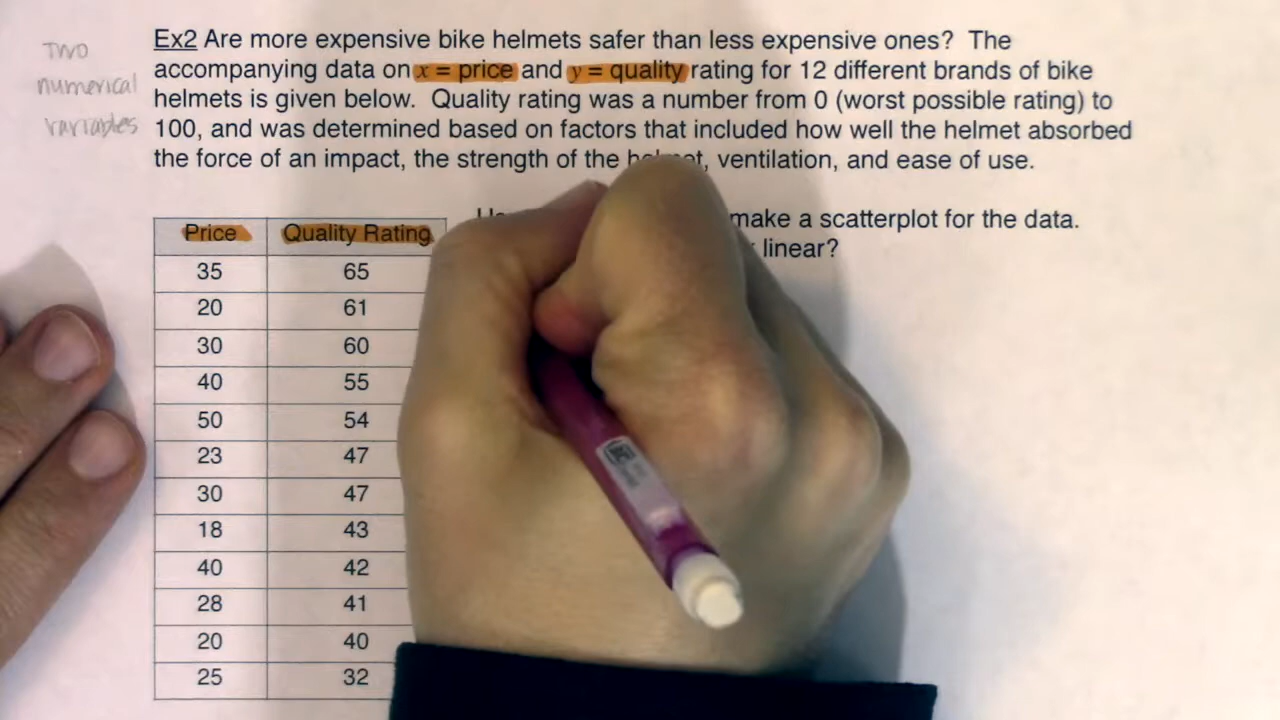 Two
numerical
variables
Ex2 Are more expensive bike helmets safer than less expensive ones? The
accompanying data on x = price and y = quality rating for 12 different brands of bike
helmets is given below. Quality rating was a number from 0 (worst possible rating) to
100, and was determined based on factors that included how well the helmet absorbed
the force of an impact, the strength of the helmet, ventilation, and ease of use.
make a scatterplot for the data.
linear?
Price Quality Rating
35 65
20 61
30 60
40 55
50 54
23 47
30 47
18 43
40 42
28 41
20 40
25 32